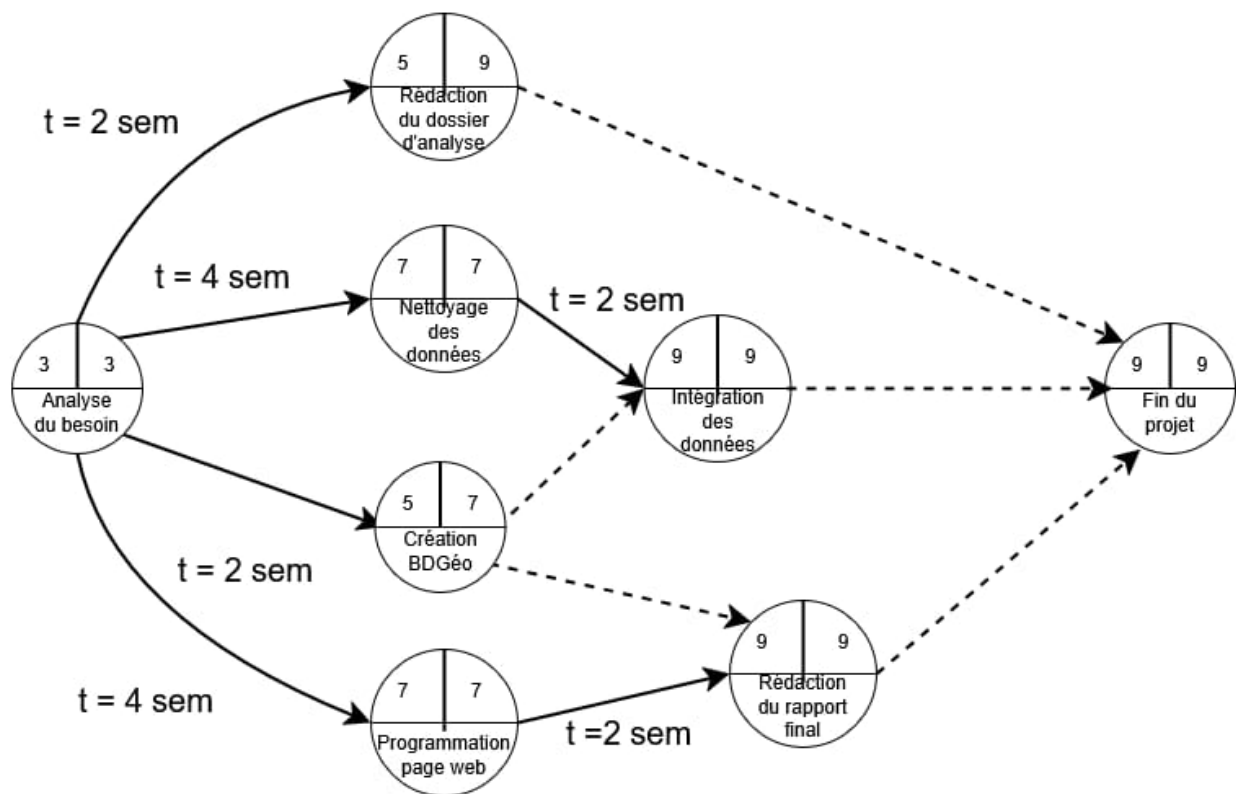 5 9
Rédaction
du dossier
d'analyse
t = 2 sem
t = 4 sem
7 7
Nettoyage
des
données
t = 2 sem
3 3
Analyse
du besoin
9 9
Intégration
des
données
9 9
Fin du
projet
5 7
Création
BDGéo
t = 2 sem
9 9
Rédaction
du rapport
final
t = 4 sem
7 7
Programmation
page web
t =2 sem